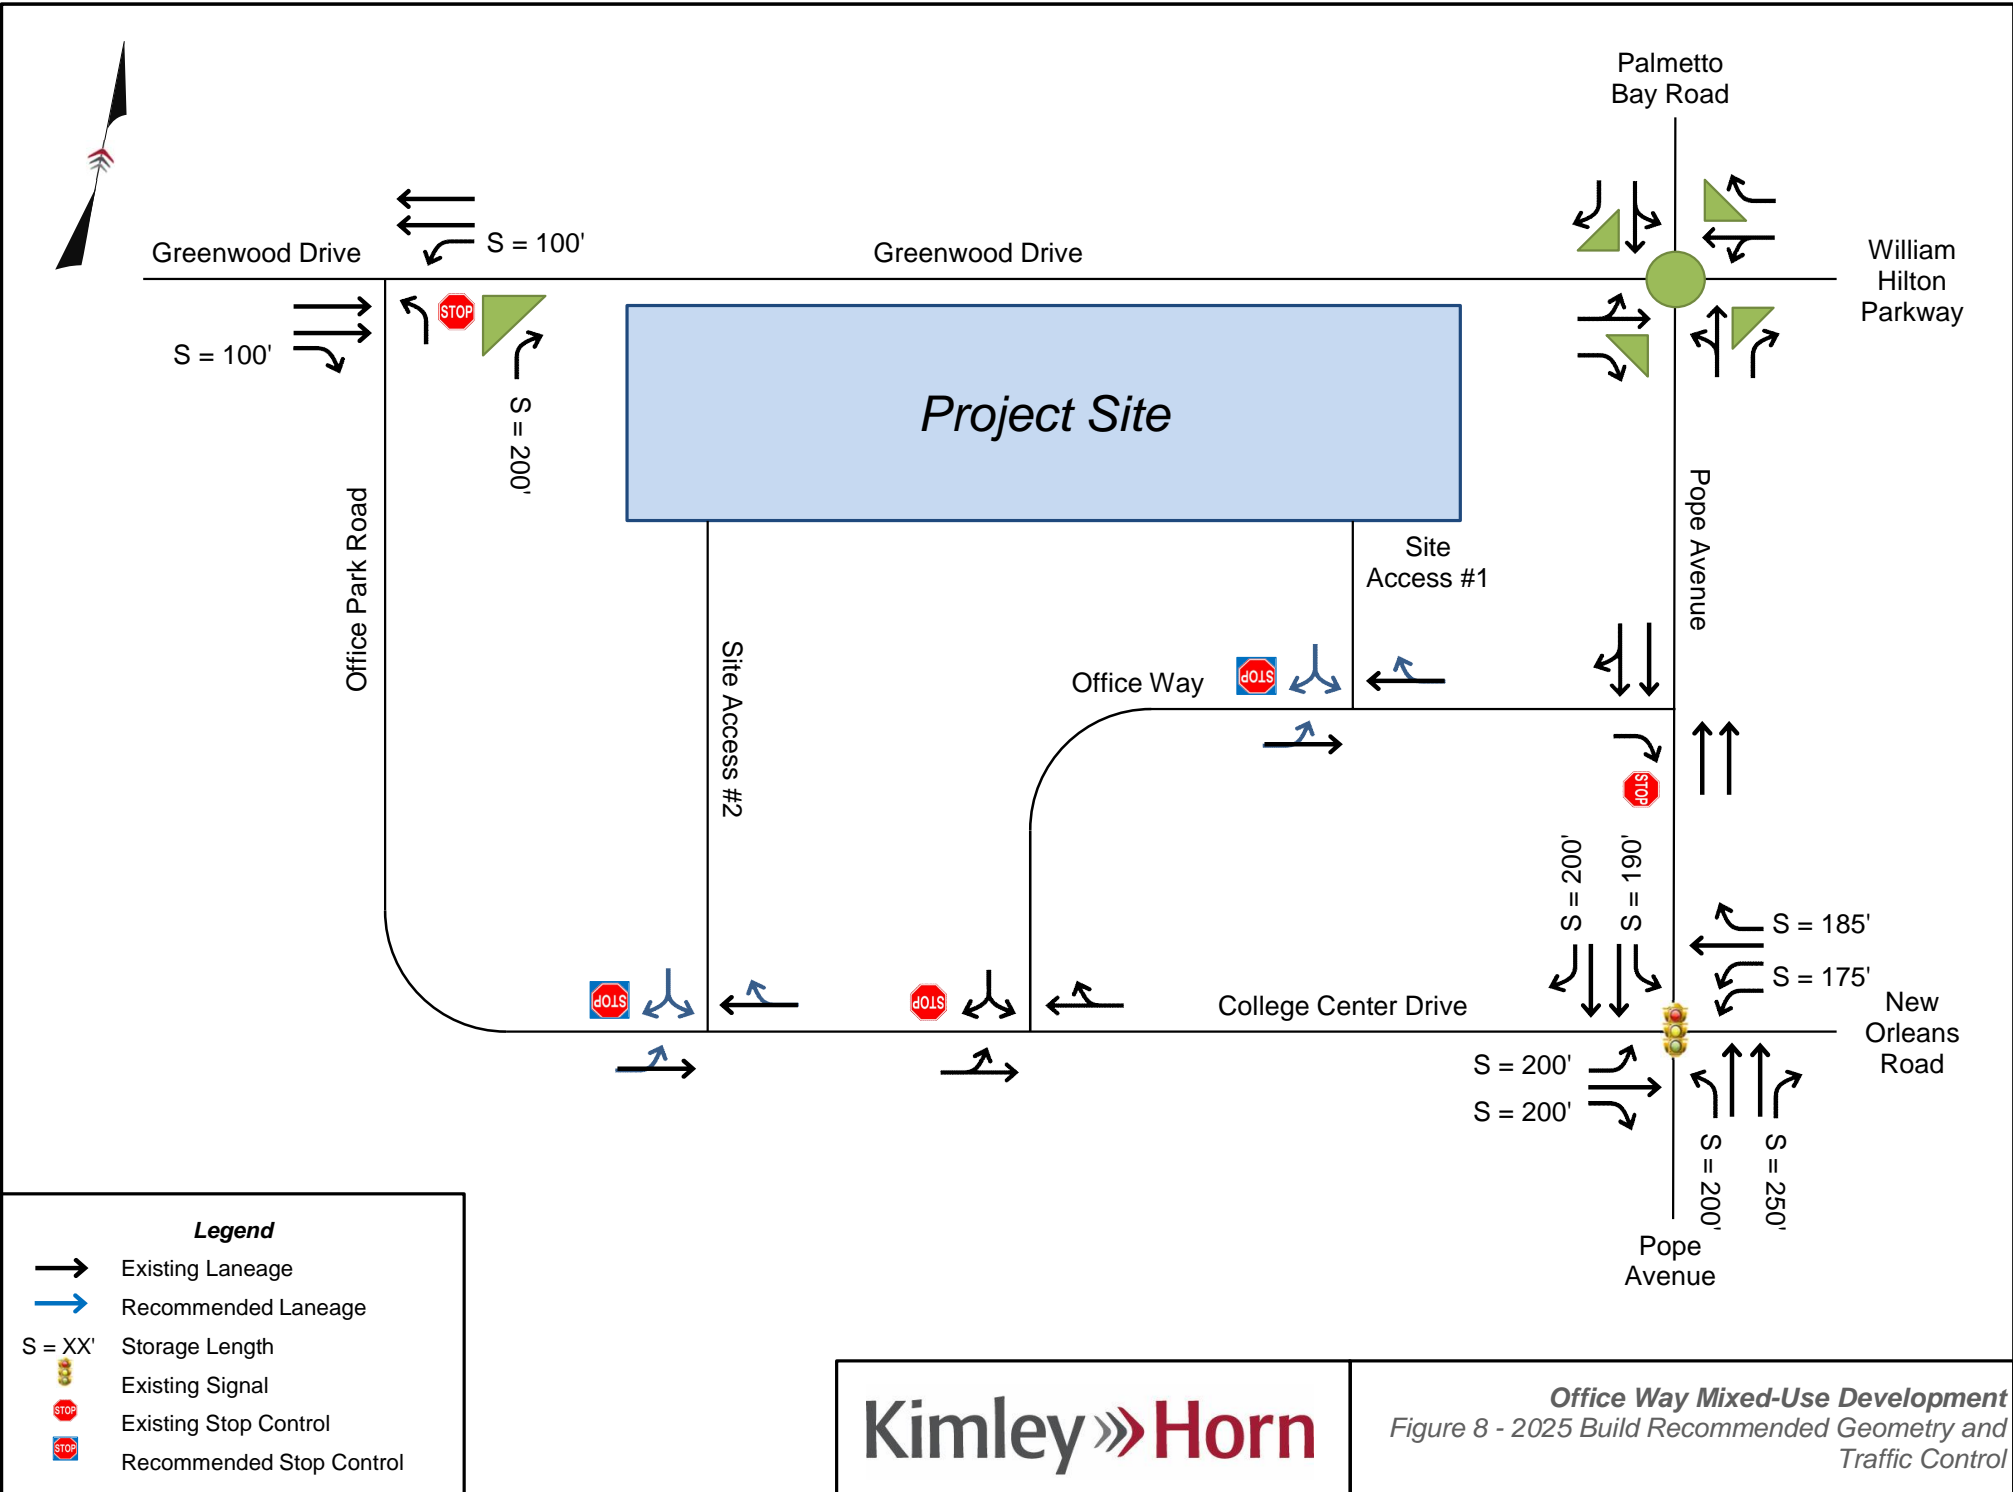 Palmetto
Bay Road
Greenwood Drive
S = 100'
Greenwood Drive
William
Hilton
Parkway
S = 100'
STOP
S = 200'
Project Site
Office Park Road
Site Access #2
Site
Access #1
Pope Avenue
Office Way
STOP
STOP
S = 200'
S = 190'
S = 185'
S = 175'
STOP
STOP
College Center Drive
New
Orleans
Road
S = 200'
S = 200'
S = 200'
S = 250'
Pope
Avenue
Legend
Existing Laneage
Recommended Laneage
S = XX' Storage Length
Existing Signal
STOP Existing Stop Control
STOP Recommended Stop Control
Kimley Horn
Office Way Mixed-Use Development
Figure 8 - 2025 Build Recommended Geometry and
Traffic Control